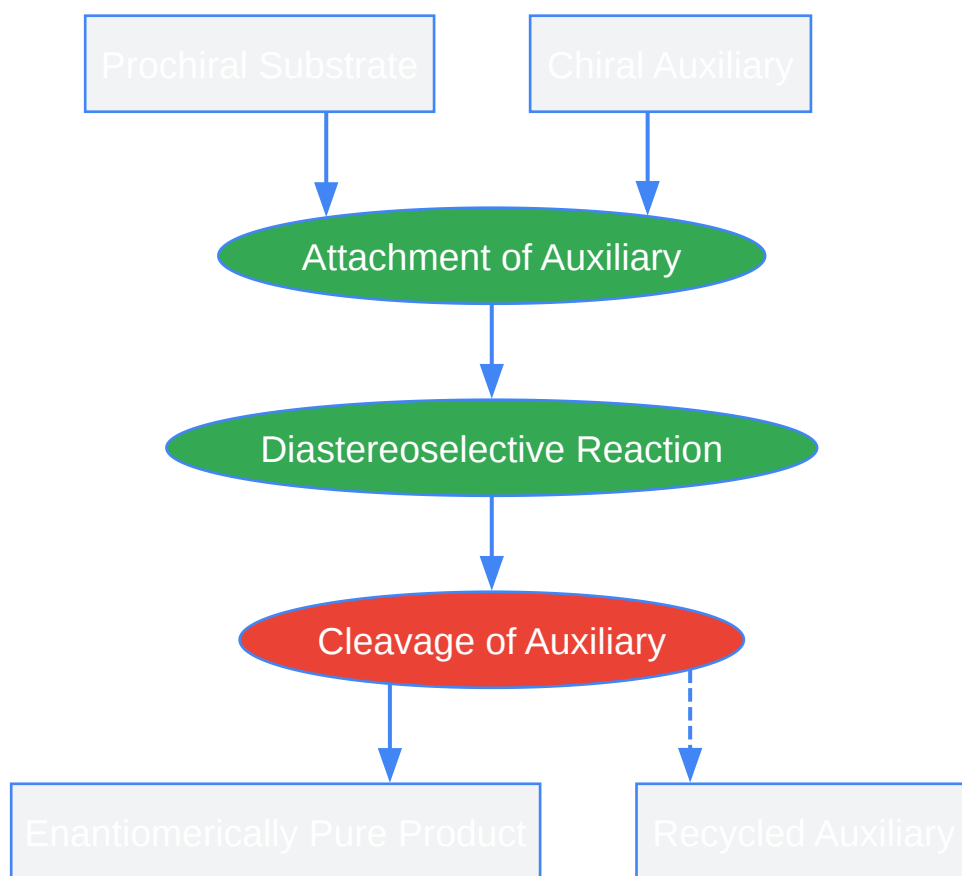 Prochiral Substrate
Chiral Auxiliary
Attachment of Auxiliary
Diastereoselective Reaction
Cleavage of Auxiliary
Enantiomerically Pure Product
Recycled Auxiliary